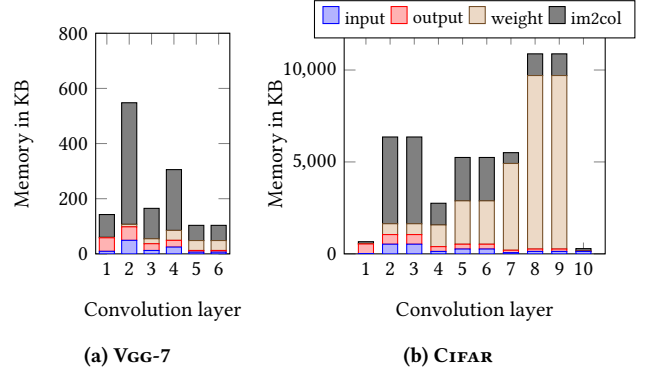 input output weight im2col
800
600
400
200
0
Memory in KB
1 2 3 4 5 6
Convolution layer
(a) VGG-7
10,000
5,000
0
Memory in KB
1 2 3 4 5 6 7 8 9 10
Convolution layer
(b) CIFAR